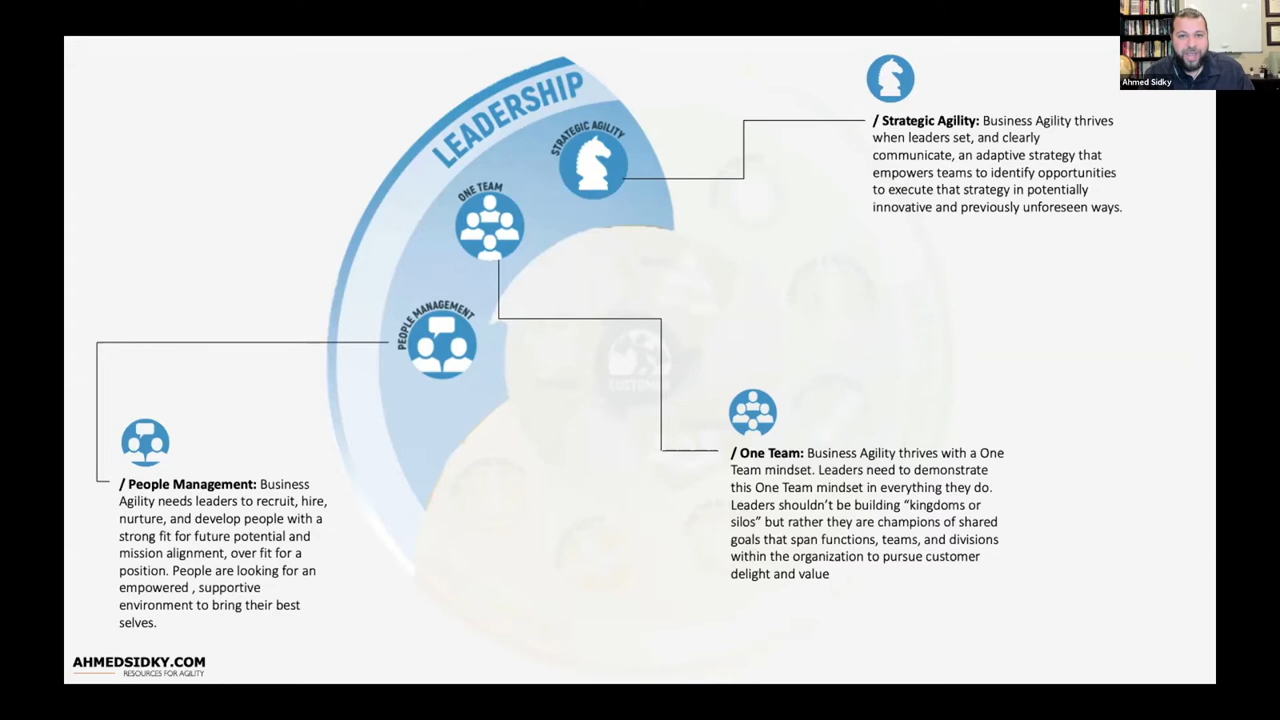 Ahmed Sidky
LEADERSHIP
STRATEGIC AGILITY
ONE TEAM
PEOPLE MANAGEMENT
CUSTOMER
/ Strategic Agility: Business Agility thrives
when leaders set, and clearly
communicate, an adaptive strategy that
empowers teams to identify opportunities
to execute that strategy in potentially
innovative and previously unforeseen ways.
/ One Team: Business Agility thrives with a One
Team mindset. Leaders need to demonstrate
this One Team mindset in everything they do.
Leaders shouldn’t be building “kingdoms or
silos” but rather they are champions of shared
goals that span functions, teams, and divisions
within the organization to pursue customer
delight and value
/ People Management: Business
Agility needs leaders to recruit, hire,
nurture, and develop people with a
strong fit for future potential and
mission alignment, over fit for a
position. People are looking for an
empowered , supportive
environment to bring their best
selves.
AHMEDSIDKY.COM
RESOURCES FOR AGILITY